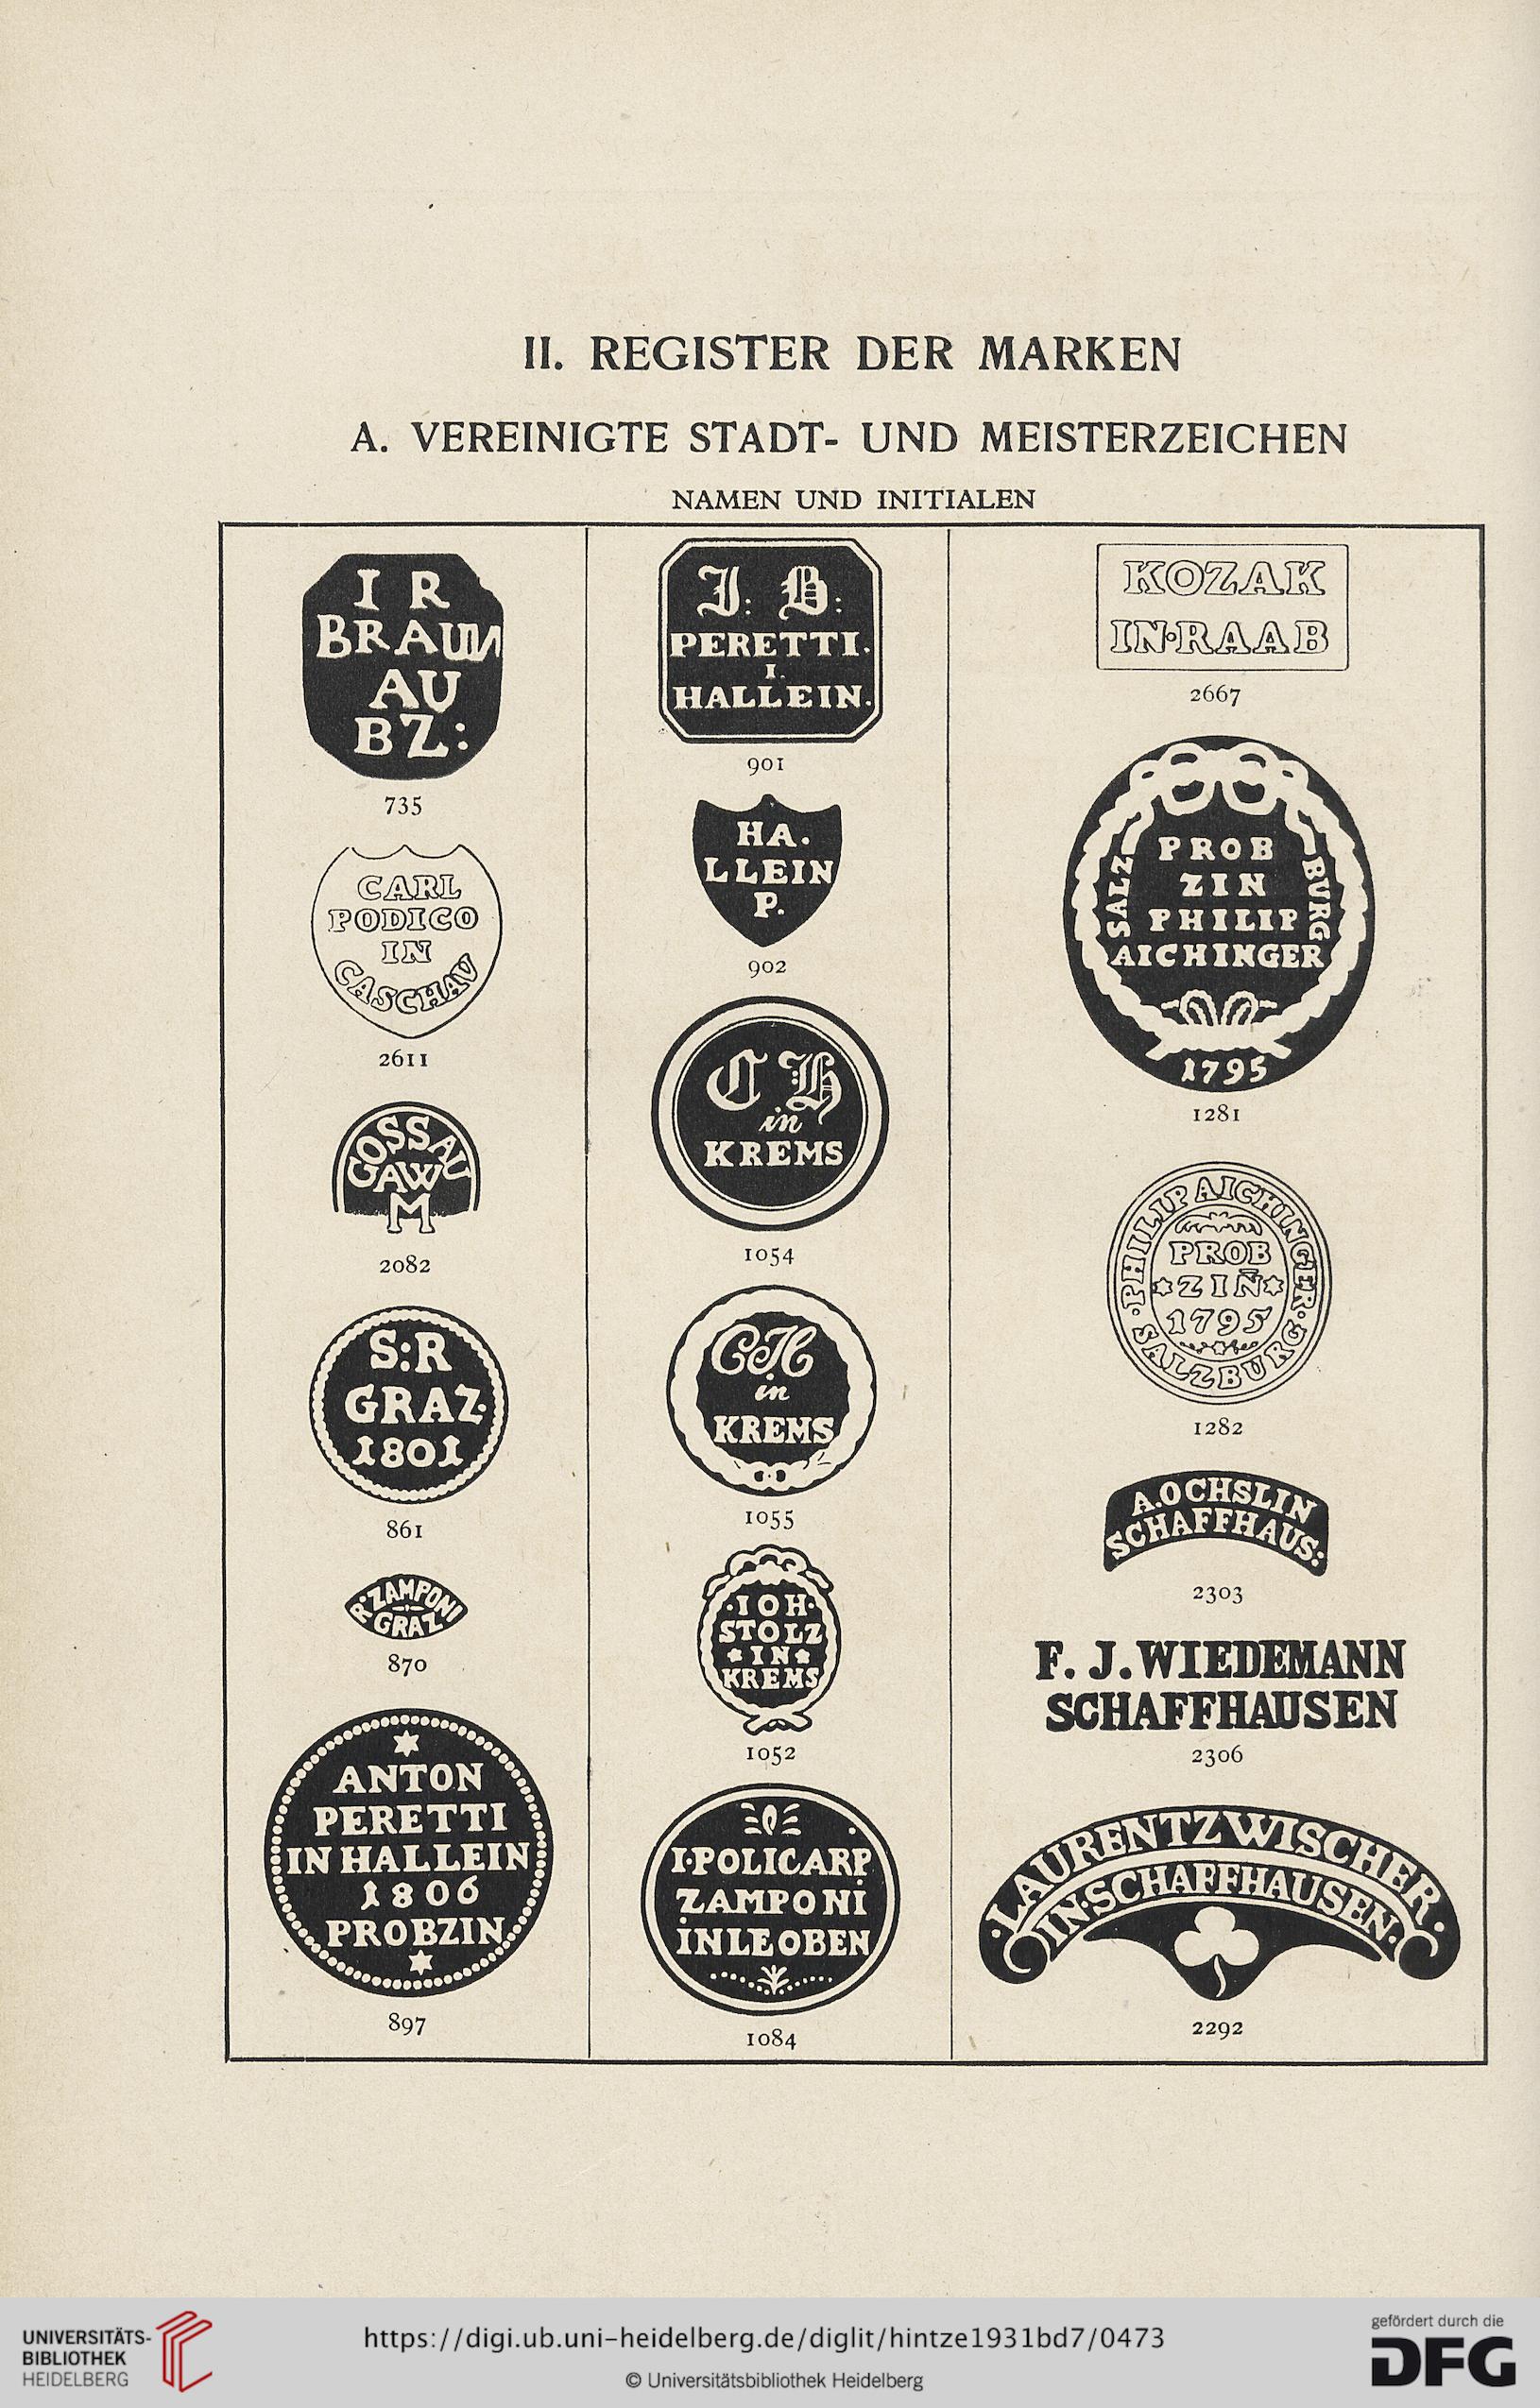 II. REGISTER DER MARKEN
A. VEREINIGTE STADT- UND MEISTERZEICHEN
NAMEN UND INITIALEN
I R
BRAUN
AU
BZ:
735
CARL
PODICO
IN
CASCHAU
2611
GOSSAU
GAW
M
2082
S:R
GRAZ.
1801
861
R:ZAMPONI
GRAZ
870
ANTON
PERETTI
IN HALLEIN
1806
PROBZIN
897
J: B:
PERETTI.
I.
HALLEIN.
901
HA.
LLEIN
P.
902
C H
in
KREMS
1054
CH
in
KREMS
1055
·IOH·
STOLZ
*IN*
KREMS
1052
I·POLICARP
ZAMPONI
INLEOBEN
1084
KOZAK
IN·RAAB
2667
SALZ
BURG
PROB
ZIN
PHILIP
AICHINGER
1795
1281
·PHILIP AICHINGER·
SALZBURG
PROB
*ZIN̄*
1795
1282
A.OCHSLIN
SCHAFFHAUS:
2303
F. J. WIEDEMANN
SCHAFFHAUSEN
2306
·LAURENTZ WISCHER·
IN·SCHAFFHAUSEN·
2292
UNIVERSITÄTS-
BIBLIOTHEK
HEIDELBERG
https://digi.ub.uni-heidelberg.de/diglit/hintze1931bd7/0473
© Universitätsbibliothek Heidelberg
gefördert durch die
DFG